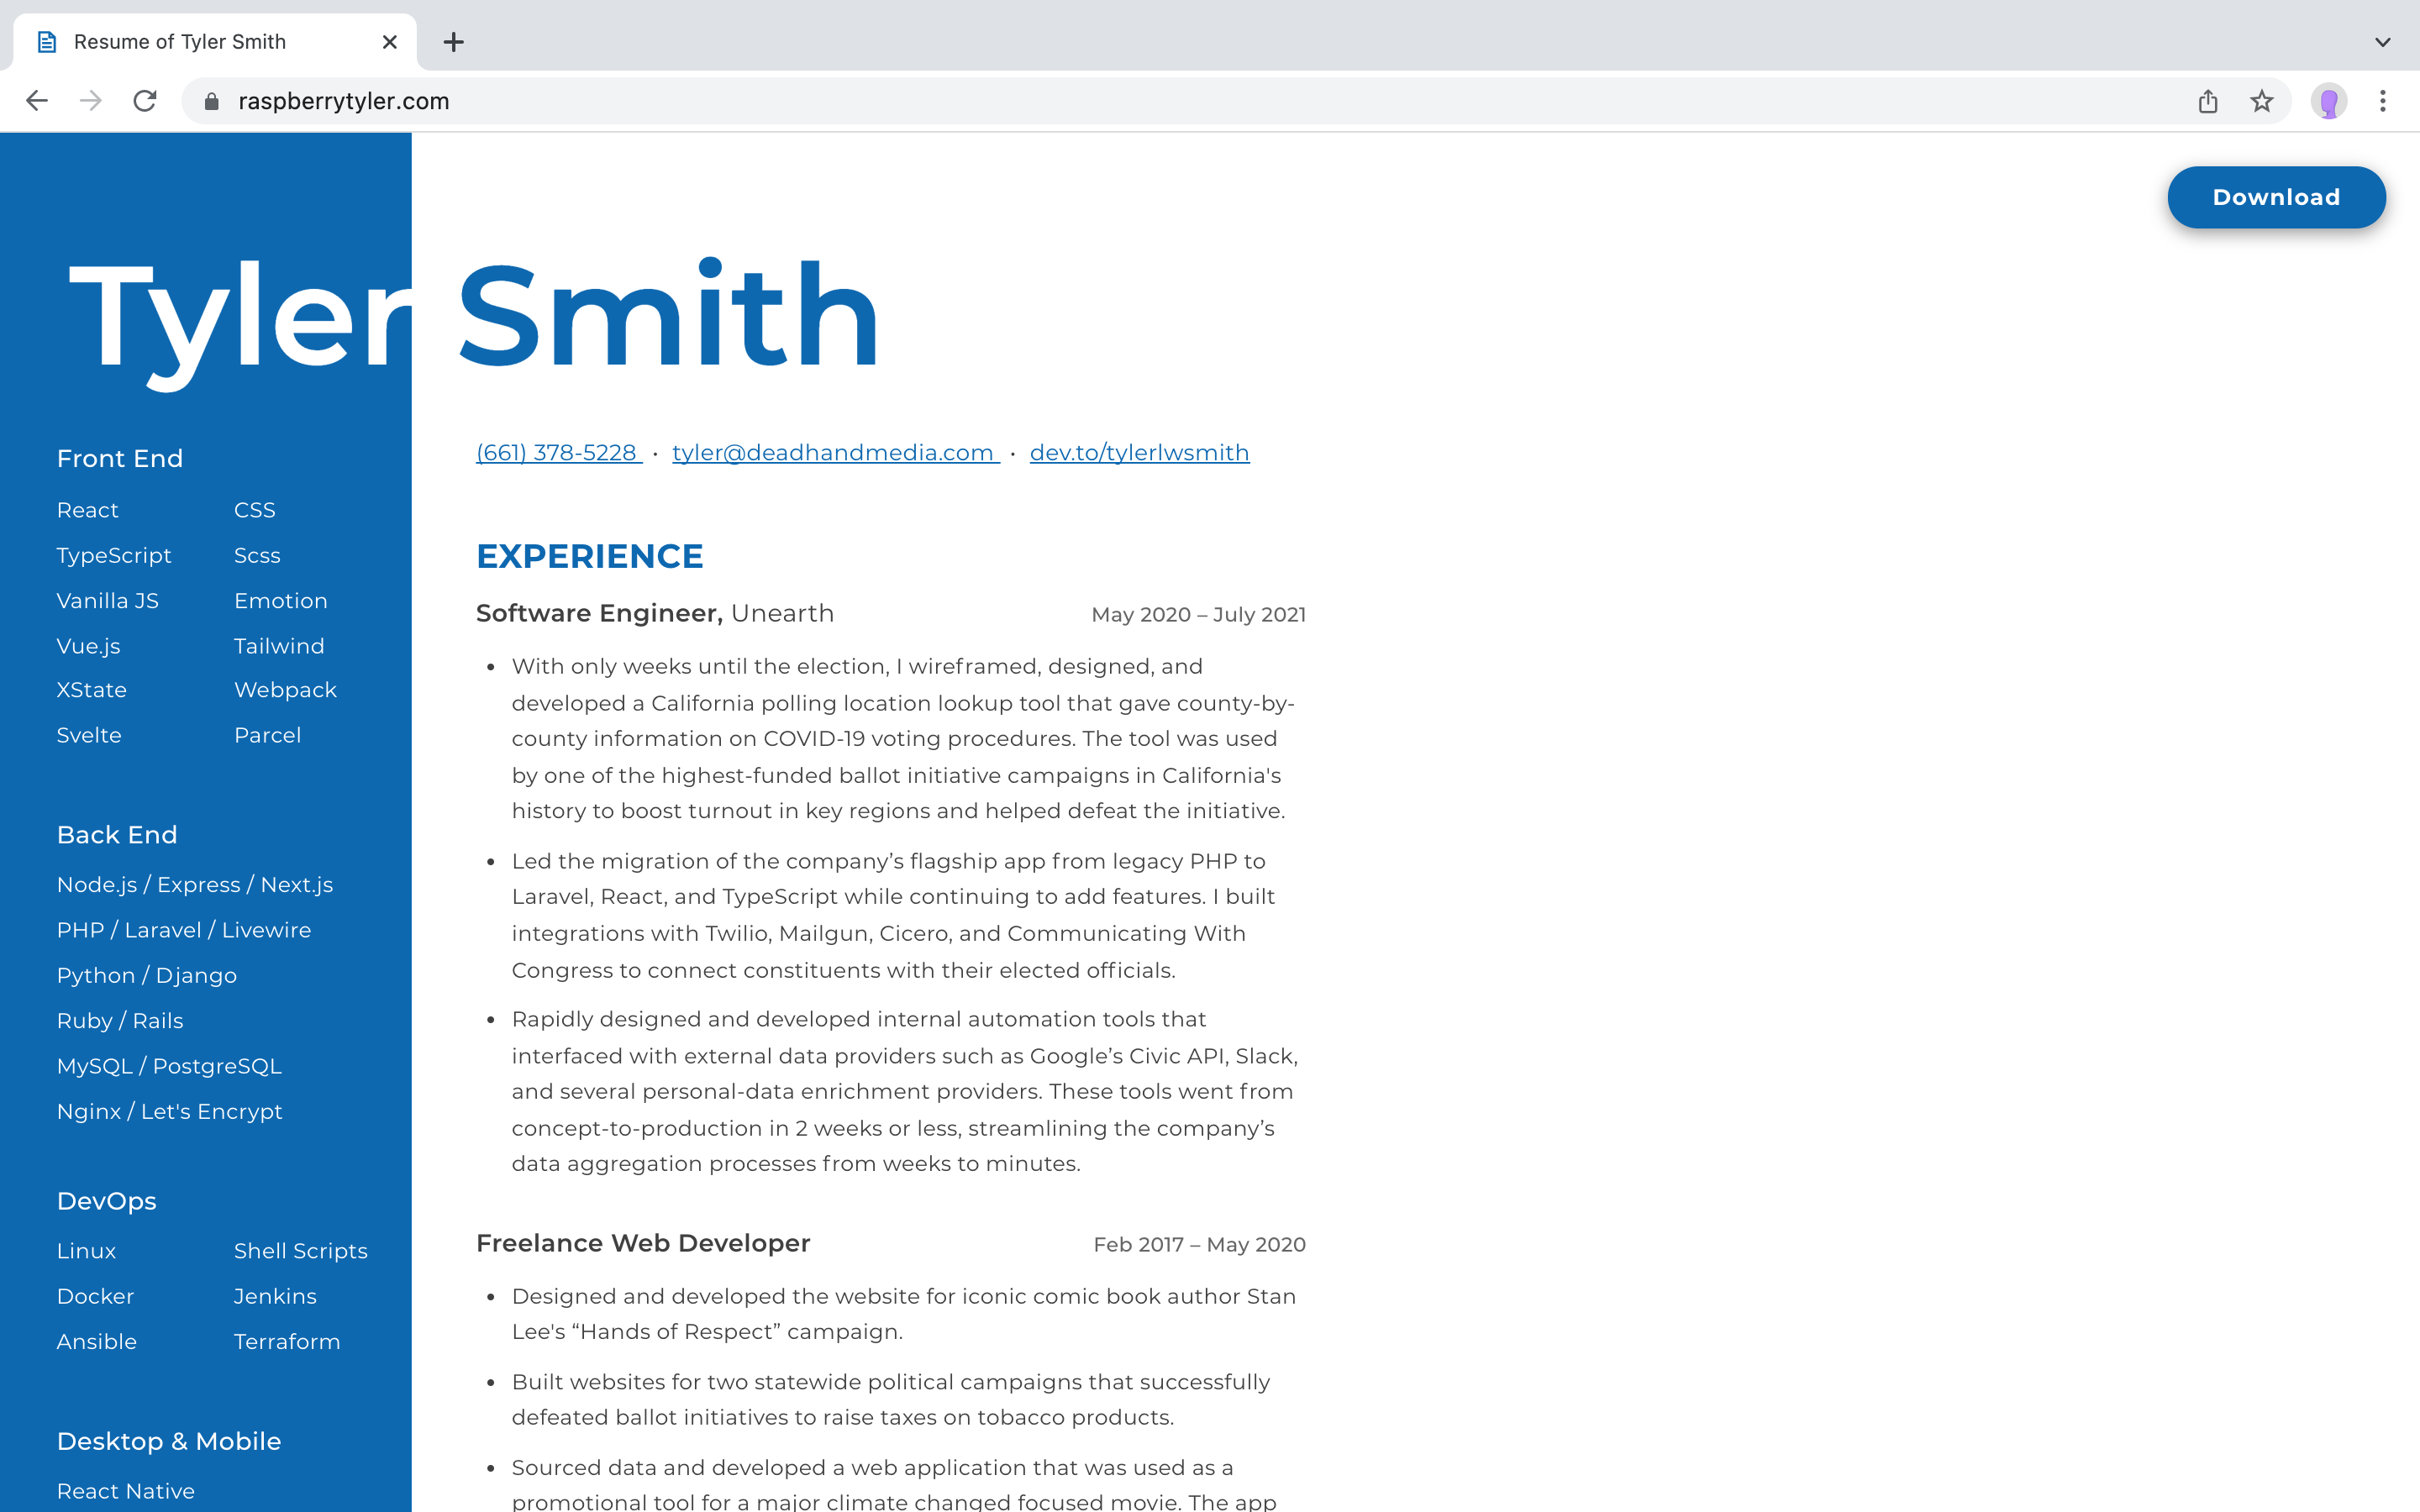 Resume of Tyler Smith
raspberrytyler.com
Download
Tyler Smith
Front End
React
CSS
TypeScript
Scss
Vanilla JS
Emotion
Vue.js
Tailwind
XState
Webpack
Svelte
Parcel
Back End
Node.js / Express / Next.js
PHP / Laravel / Livewire
Python / Django
Ruby / Rails
MySQL / PostgreSQL
Nginx / Let's Encrypt
DevOps
Linux
Shell Scripts
Docker
Jenkins
Ansible
Terraform
Desktop & Mobile
React Native
(661) 378-5228 · tyler@deadhandmedia.com · dev.to/tylerlwsmith
EXPERIENCE
Software Engineer, Unearth
May 2020 – July 2021
• With only weeks until the election, I wireframed, designed, and
developed a California polling location lookup tool that gave county-by-
county information on COVID-19 voting procedures. The tool was used
by one of the highest-funded ballot initiative campaigns in California's
history to boost turnout in key regions and helped defeat the initiative.
• Led the migration of the company’s flagship app from legacy PHP to
Laravel, React, and TypeScript while continuing to add features. I built
integrations with Twilio, Mailgun, Cicero, and Communicating With
Congress to connect constituents with their elected officials.
• Rapidly designed and developed internal automation tools that
interfaced with external data providers such as Google’s Civic API, Slack,
and several personal-data enrichment providers. These tools went from
concept-to-production in 2 weeks or less, streamlining the company’s
data aggregation processes from weeks to minutes.
Freelance Web Developer
Feb 2017 – May 2020
• Designed and developed the website for iconic comic book author Stan
Lee's “Hands of Respect” campaign.
• Built websites for two statewide political campaigns that successfully
defeated ballot initiatives to raise taxes on tobacco products.
• Sourced data and developed a web application that was used as a
promotional tool for a major climate changed focused movie. The app